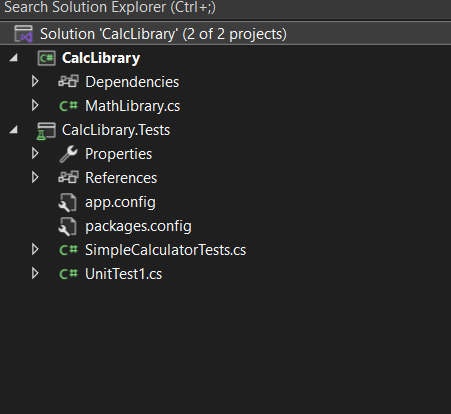 Search Solution Explorer (Ctrl+;)
Solution 'CalcLibrary' (2 of 2 projects)
C# CalcLibrary
Dependencies
C# MathLibrary.cs
CalcLibrary.Tests
Properties
References
app.config
packages.config
C# SimpleCalculatorTests.cs
C# UnitTest1.cs